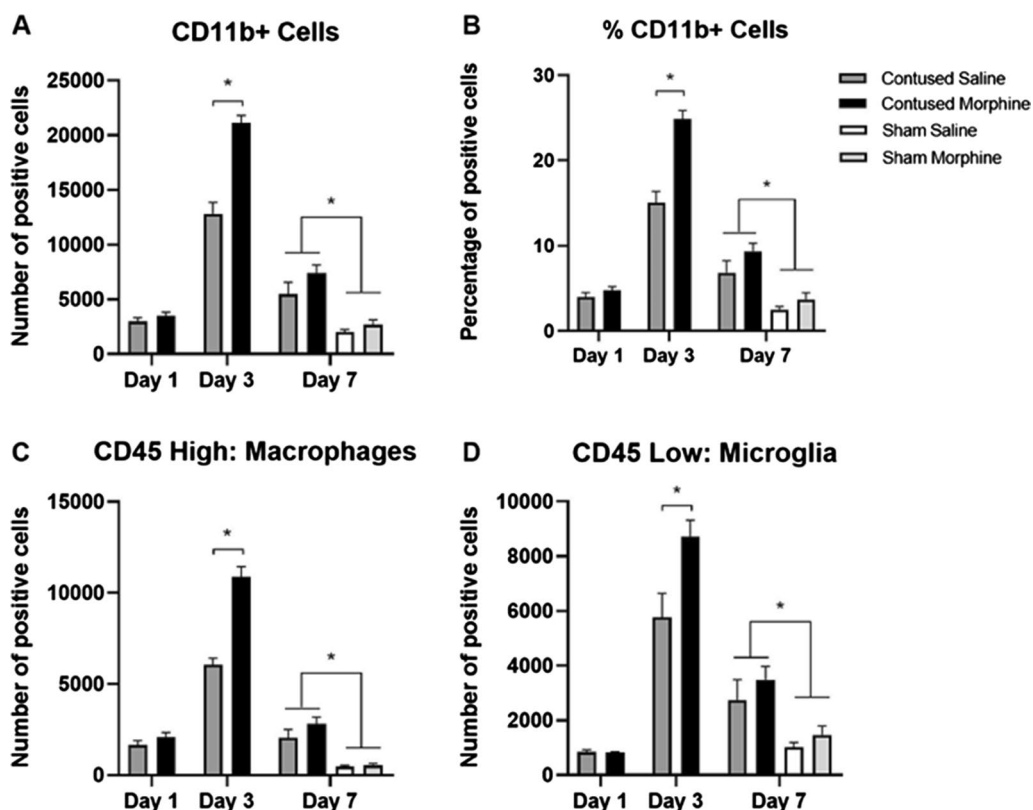 A
CD11b+ Cells
Number of positive cells
25000
20000
15000
10000
5000
0
*
*
Day 1
Day 3
Day 7
B
% CD11b+ Cells
Percentage of positive cells
30
20
10
0
*
*
Day 1
Day 3
Day 7
Contused Saline
Contused Morphine
Sham Saline
Sham Morphine
C
CD45 High: Macrophages
Number of positive cells
15000
10000
5000
0
*
*
Day 1
Day 3
Day 7
D
CD45 Low: Microglia
Number of positive cells
10000
8000
6000
4000
2000
0
*
*
Day 1
Day 3
Day 7